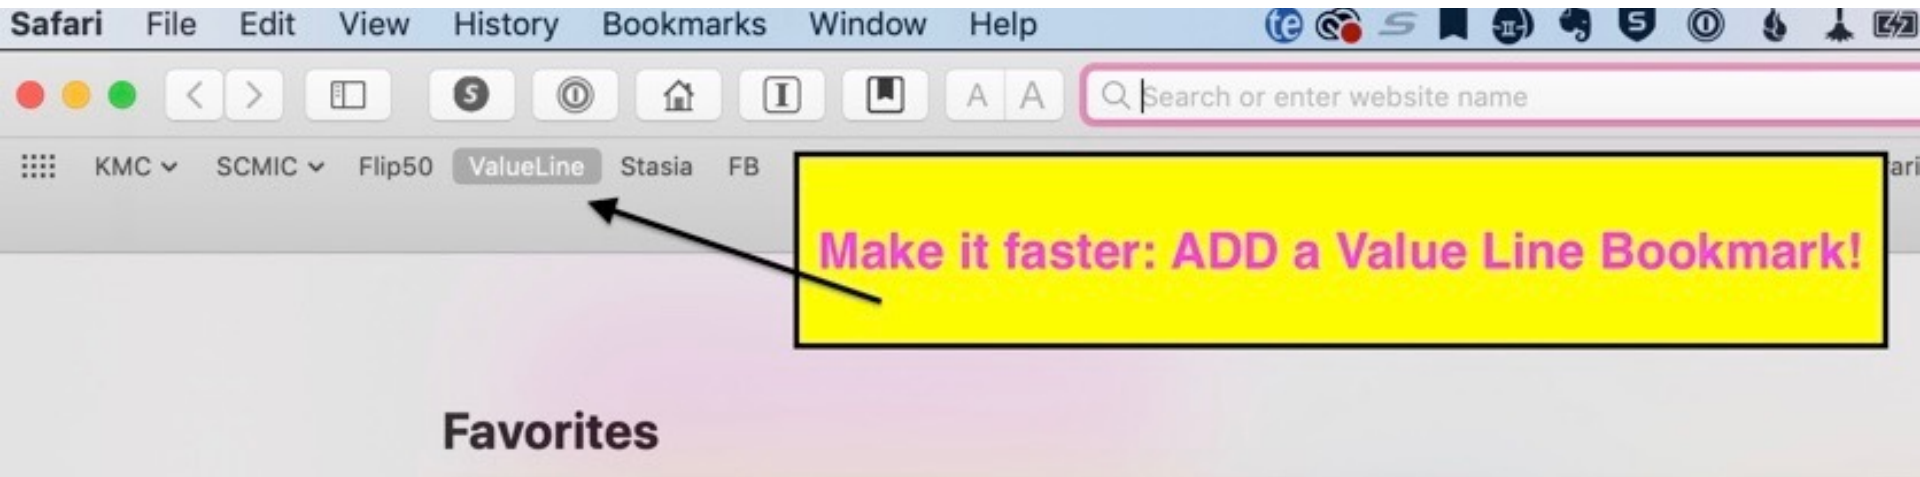 Safari File Edit View History Bookmarks Window Help
A A Search or enter website name
KMC SCMIC Flip50 ValueLine Stasia FB
Make it faster: ADD a Value Line Bookmark!
Favorites